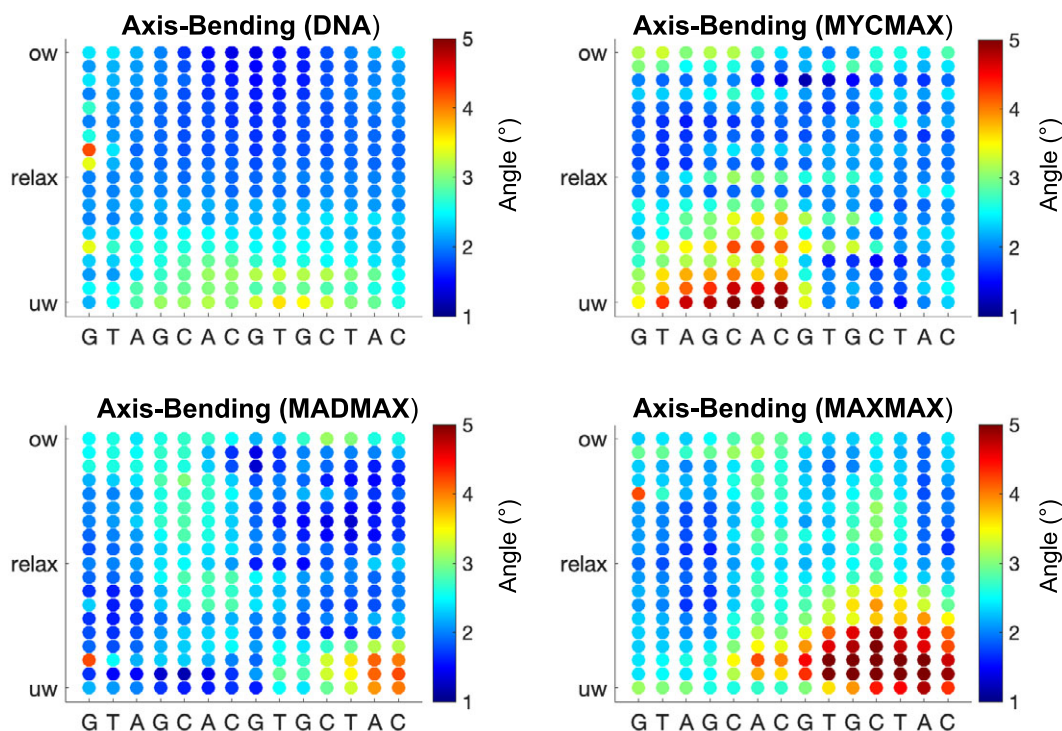 Axis-Bending (DNA)
ow
relax
uw
G T A G C A C G T G C T A C
5
4
3
2
1
Angle (°)
Axis-Bending (MYCMAX)
ow
relax
uw
G T A G C A C G T G C T A C
5
4
3
2
1
Angle (°)
Axis-Bending (MADMAX)
ow
relax
uw
G T A G C A C G T G C T A C
5
4
3
2
1
Angle (°)
Axis-Bending (MAXMAX)
ow
relax
uw
G T A G C A C G T G C T A C
5
4
3
2
1
Angle (°)